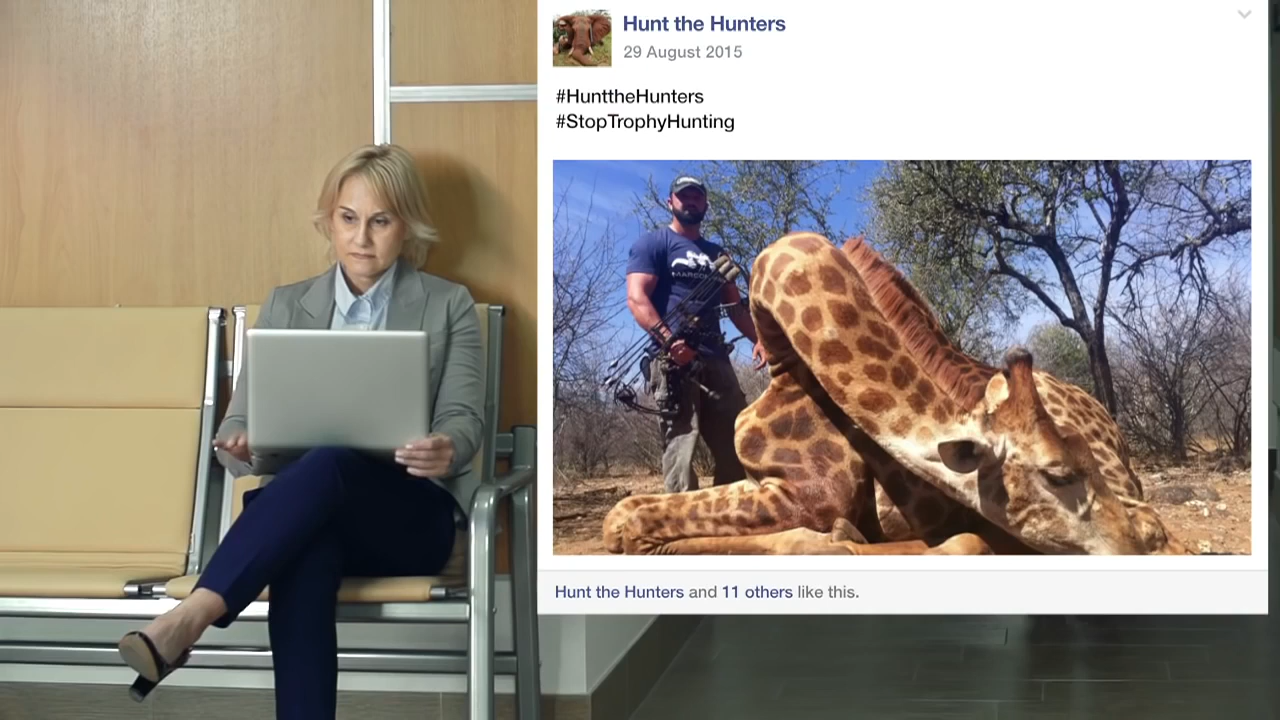 Hunt the Hunters
29 August 2015
#HunttheHunters
#StopTrophyHunting
Hunt the Hunters and 11 others like this.